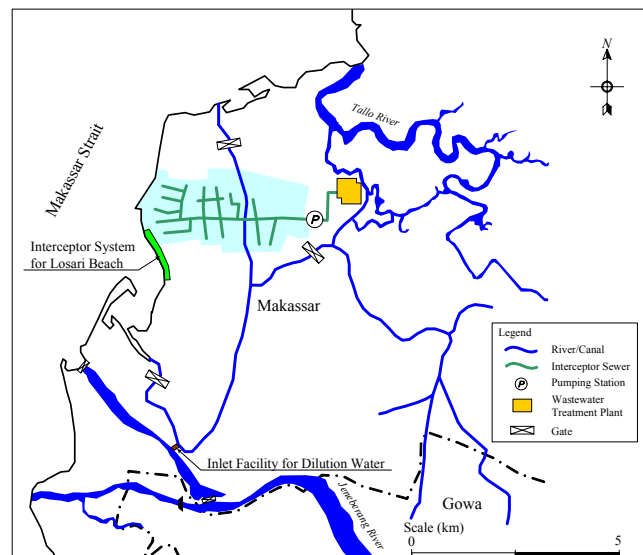 N
Tallo River
Makassar Strait
P
Interceptor System
for Losari Beach
Makassar
Legend
River/Canal
Interceptor Sewer
P Pumping Station
Wastewater
Treatment Plant
Gate
Inlet Facility for Dilution Water
Jeneberang River
Gowa
Scale (km)
0 5